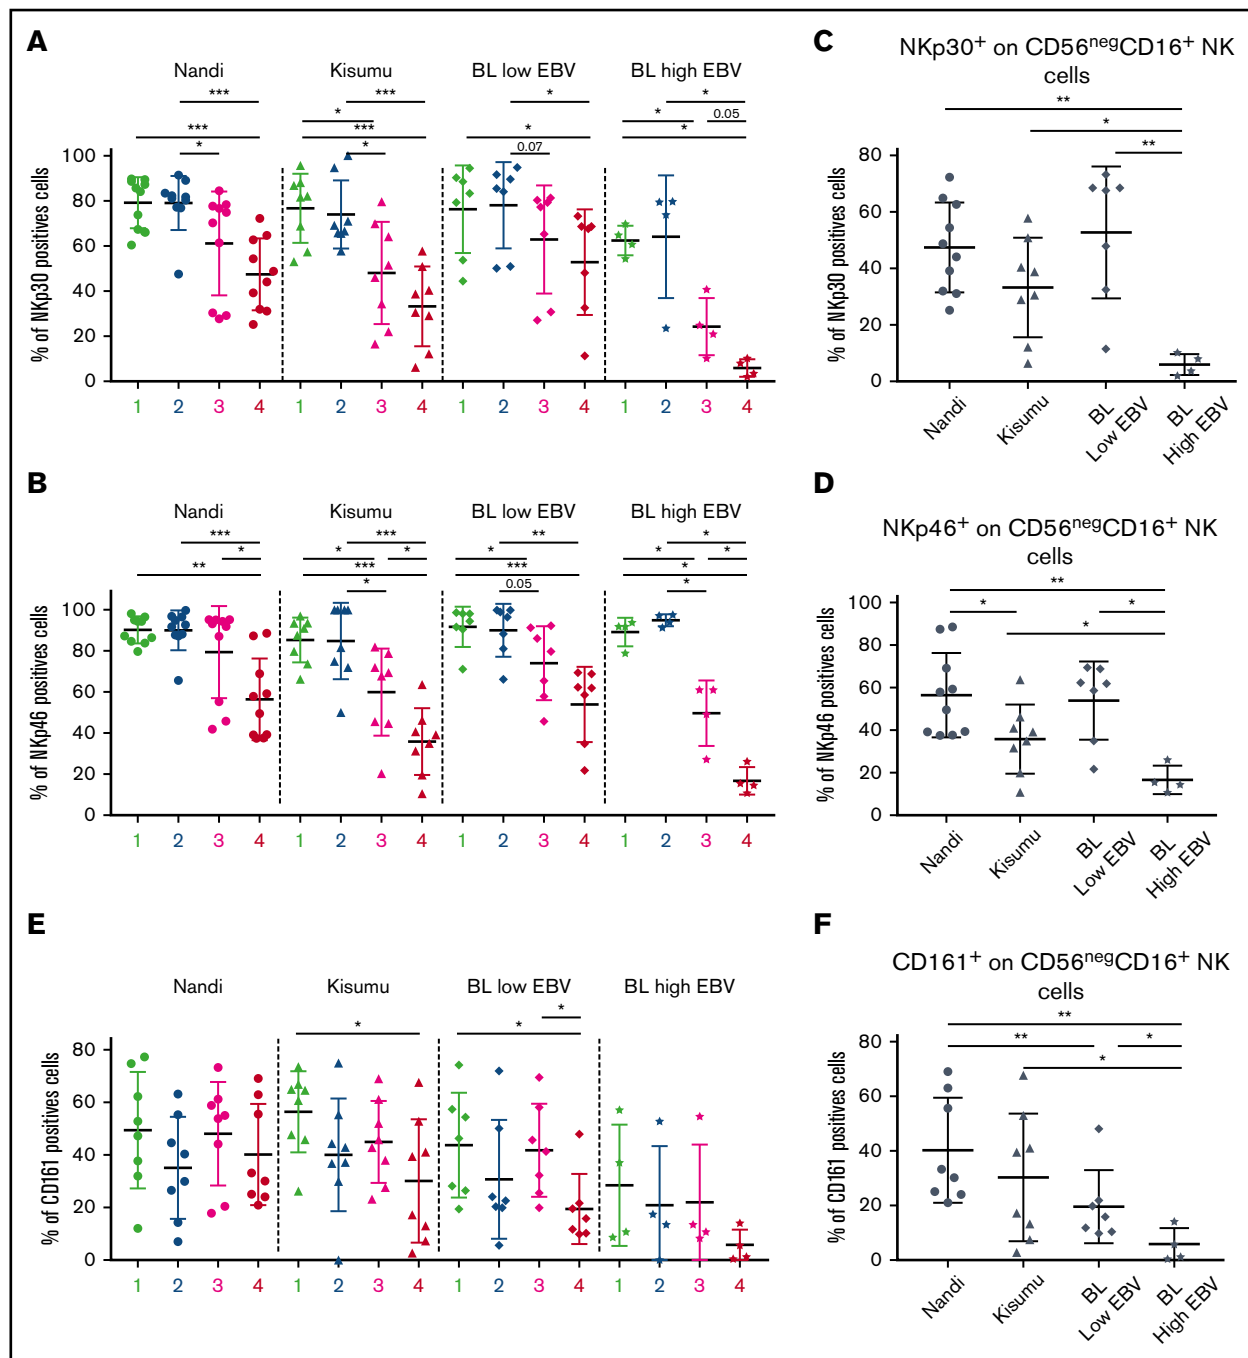 A
Nandi
Kisumu
BL low EBV
BL high EBV
***
***
*
*
***
*
***
*
*
*
0.07
*
*
0.05
*
% of NKp30 positives cells
100
80
60
40
20
0
1 2 3 4 1 2 3 4 1 2 3 4 1 2 3 4
C
NKp30+ on CD56negCD16+ NK
cells
**
*
**
% of NKp30 positives cells
80
60
40
20
0
Nandi
Kisumu
BL
Low EBV
BL
High EBV
B
Nandi
Kisumu
BL low EBV
BL high EBV
***
*
**
***
*
*
***
*
**
*
***
0.05
*
*
*
*
*
% of NKp46 positives cells
100
80
60
40
20
0
1 2 3 4 1 2 3 4 1 2 3 4 1 2 3 4
D
NKp46+ on CD56negCD16+ NK
cells
**
*
*
*
% of NKp46 positives cells
100
80
60
40
20
0
Nandi
Kisumu
BL
Low EBV
BL
High EBV
E
Nandi
Kisumu
BL low EBV
BL high EBV
*
*
*
% of CD161 positives cells
80
60
40
20
0
1 2 3 4 1 2 3 4 1 2 3 4 1 2 3 4
F
CD161+ on CD56negCD16+ NK
cells
**
**
*
*
% of CD161 positives cells
80
60
40
20
0
Nandi
Kisumu
BL
Low EBV
BL
High EBV